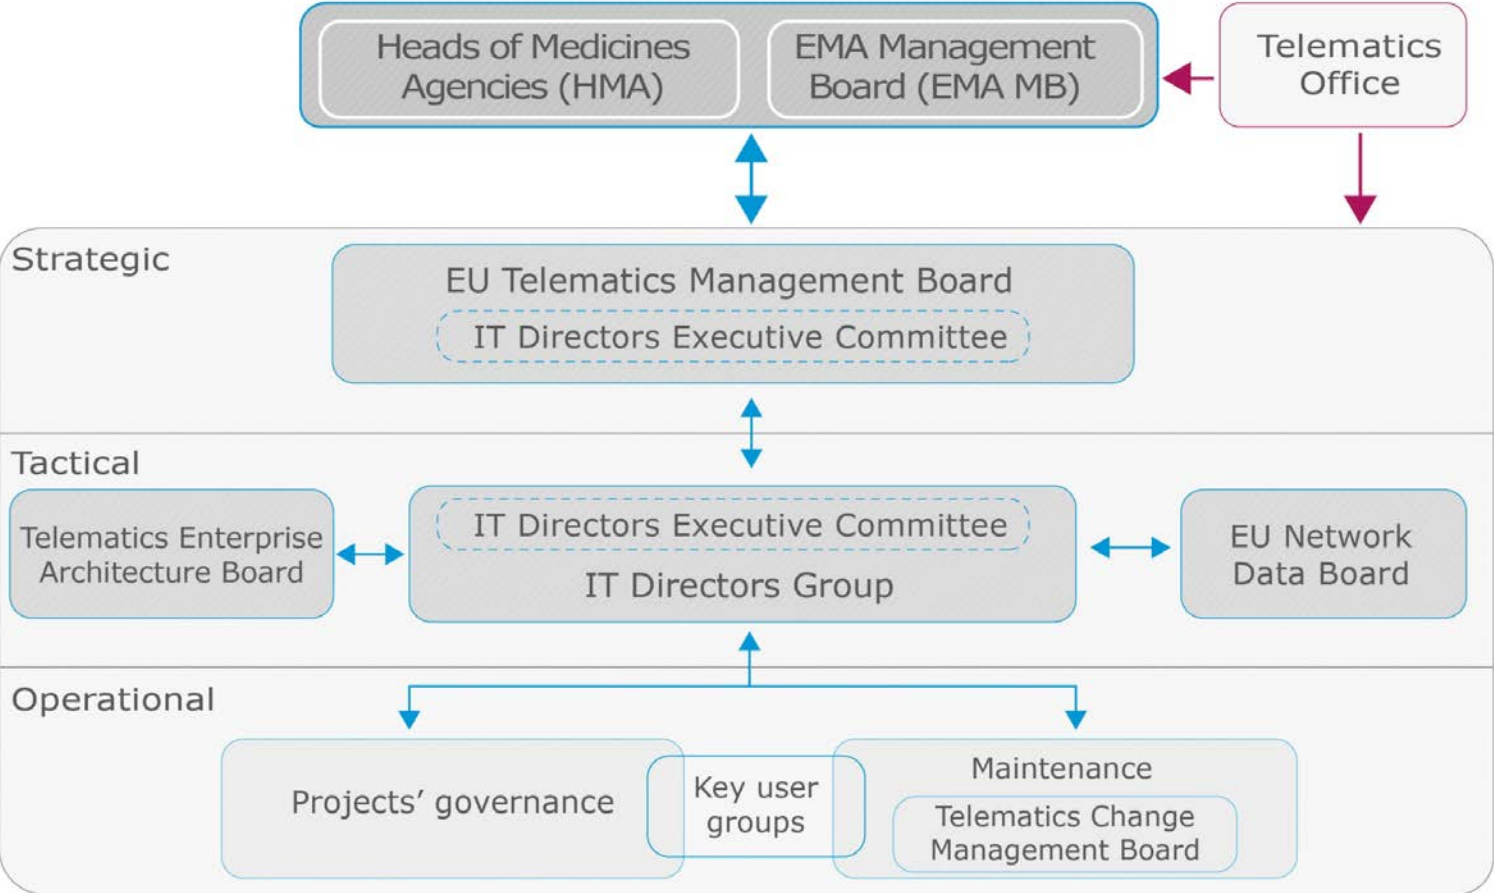 Heads of Medicines
Agencies (HMA)
EMA Management
Board (EMA MB)
Telematics
Office
Strategic
EU Telematics Management Board
IT Directors Executive Committee
Tactical
Telematics Enterprise
Architecture Board
IT Directors Executive Committee
IT Directors Group
EU Network
Data Board
Operational
Projects’ governance
Key user
groups
Maintenance
Telematics Change
Management Board